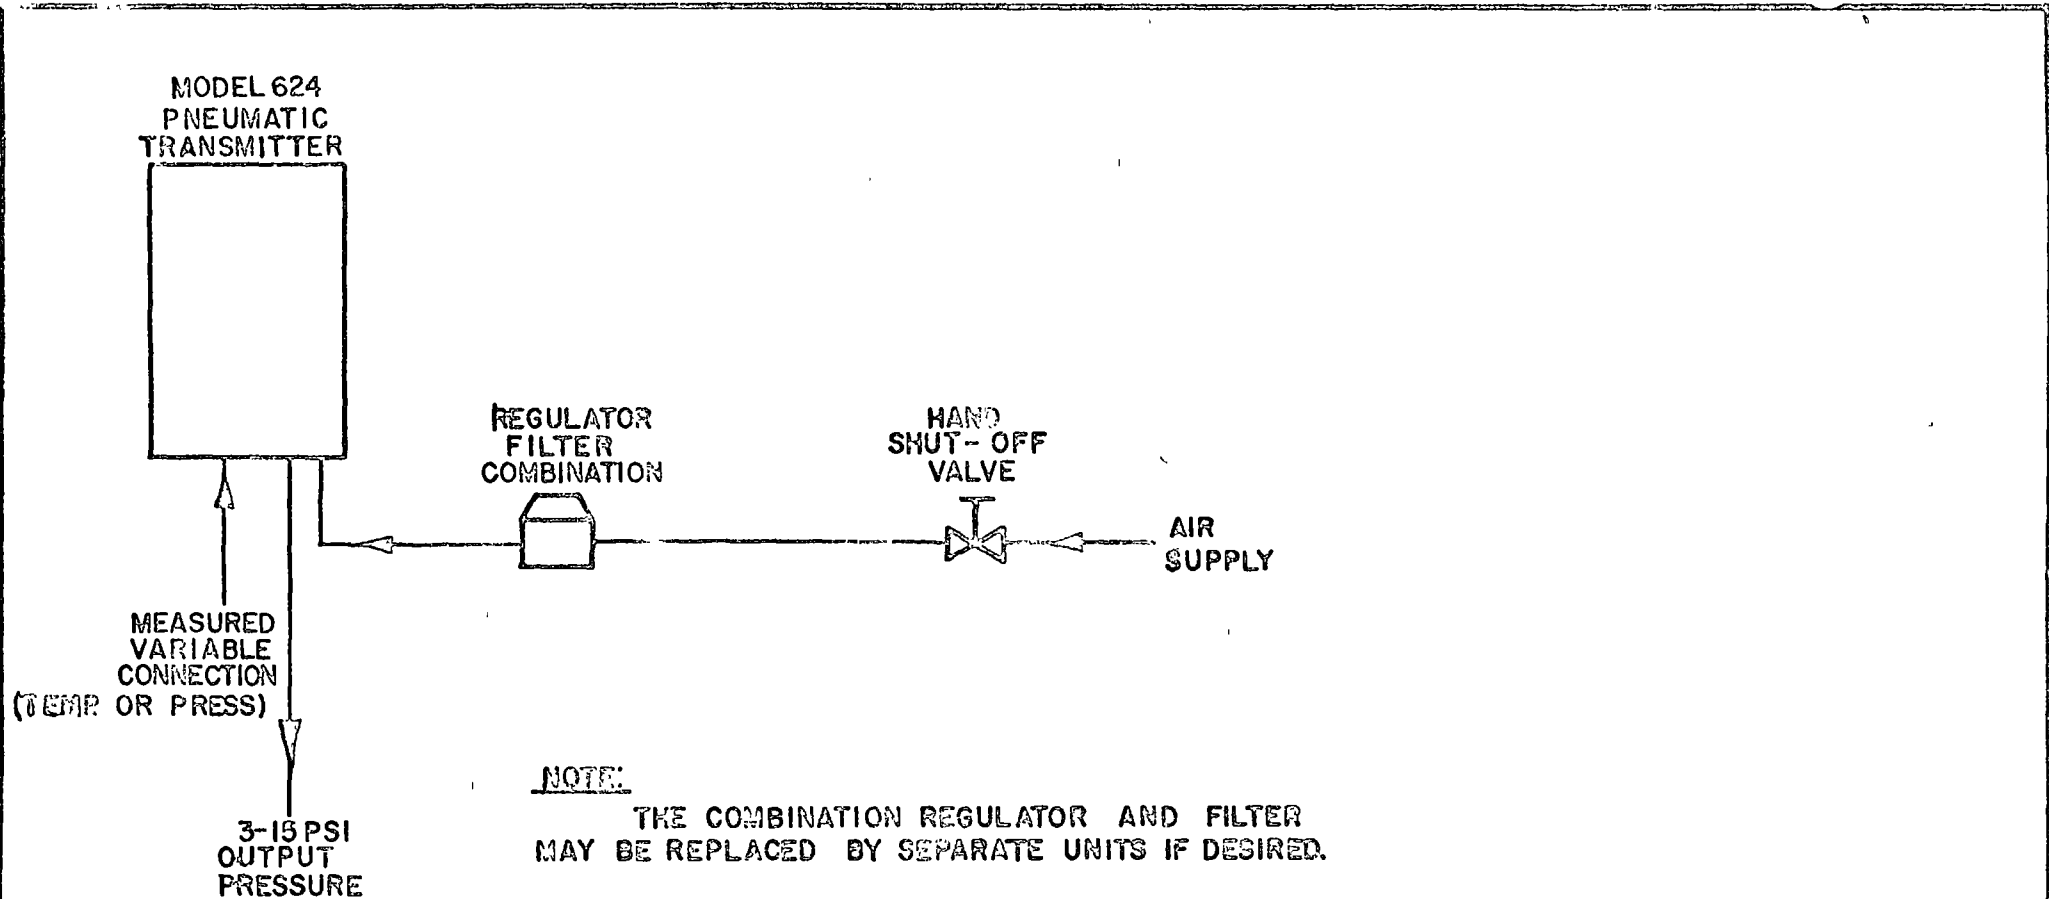 MODEL 624
PNEUMATIC
TRANSMITTER
REGULATOR
FILTER
COMBINATION
HAND
SHUT-OFF
VALVE
AIR
SUPPLY
MEASURED
VARIABLE
CONNECTION
(TEMP. OR PRESS)
3-15 PSI
OUTPUT
PRESSURE
NOTE:
THE COMBINATION REGULATOR AND FILTER
MAY BE REPLACED BY SEPARATE UNITS IF DESIRED.